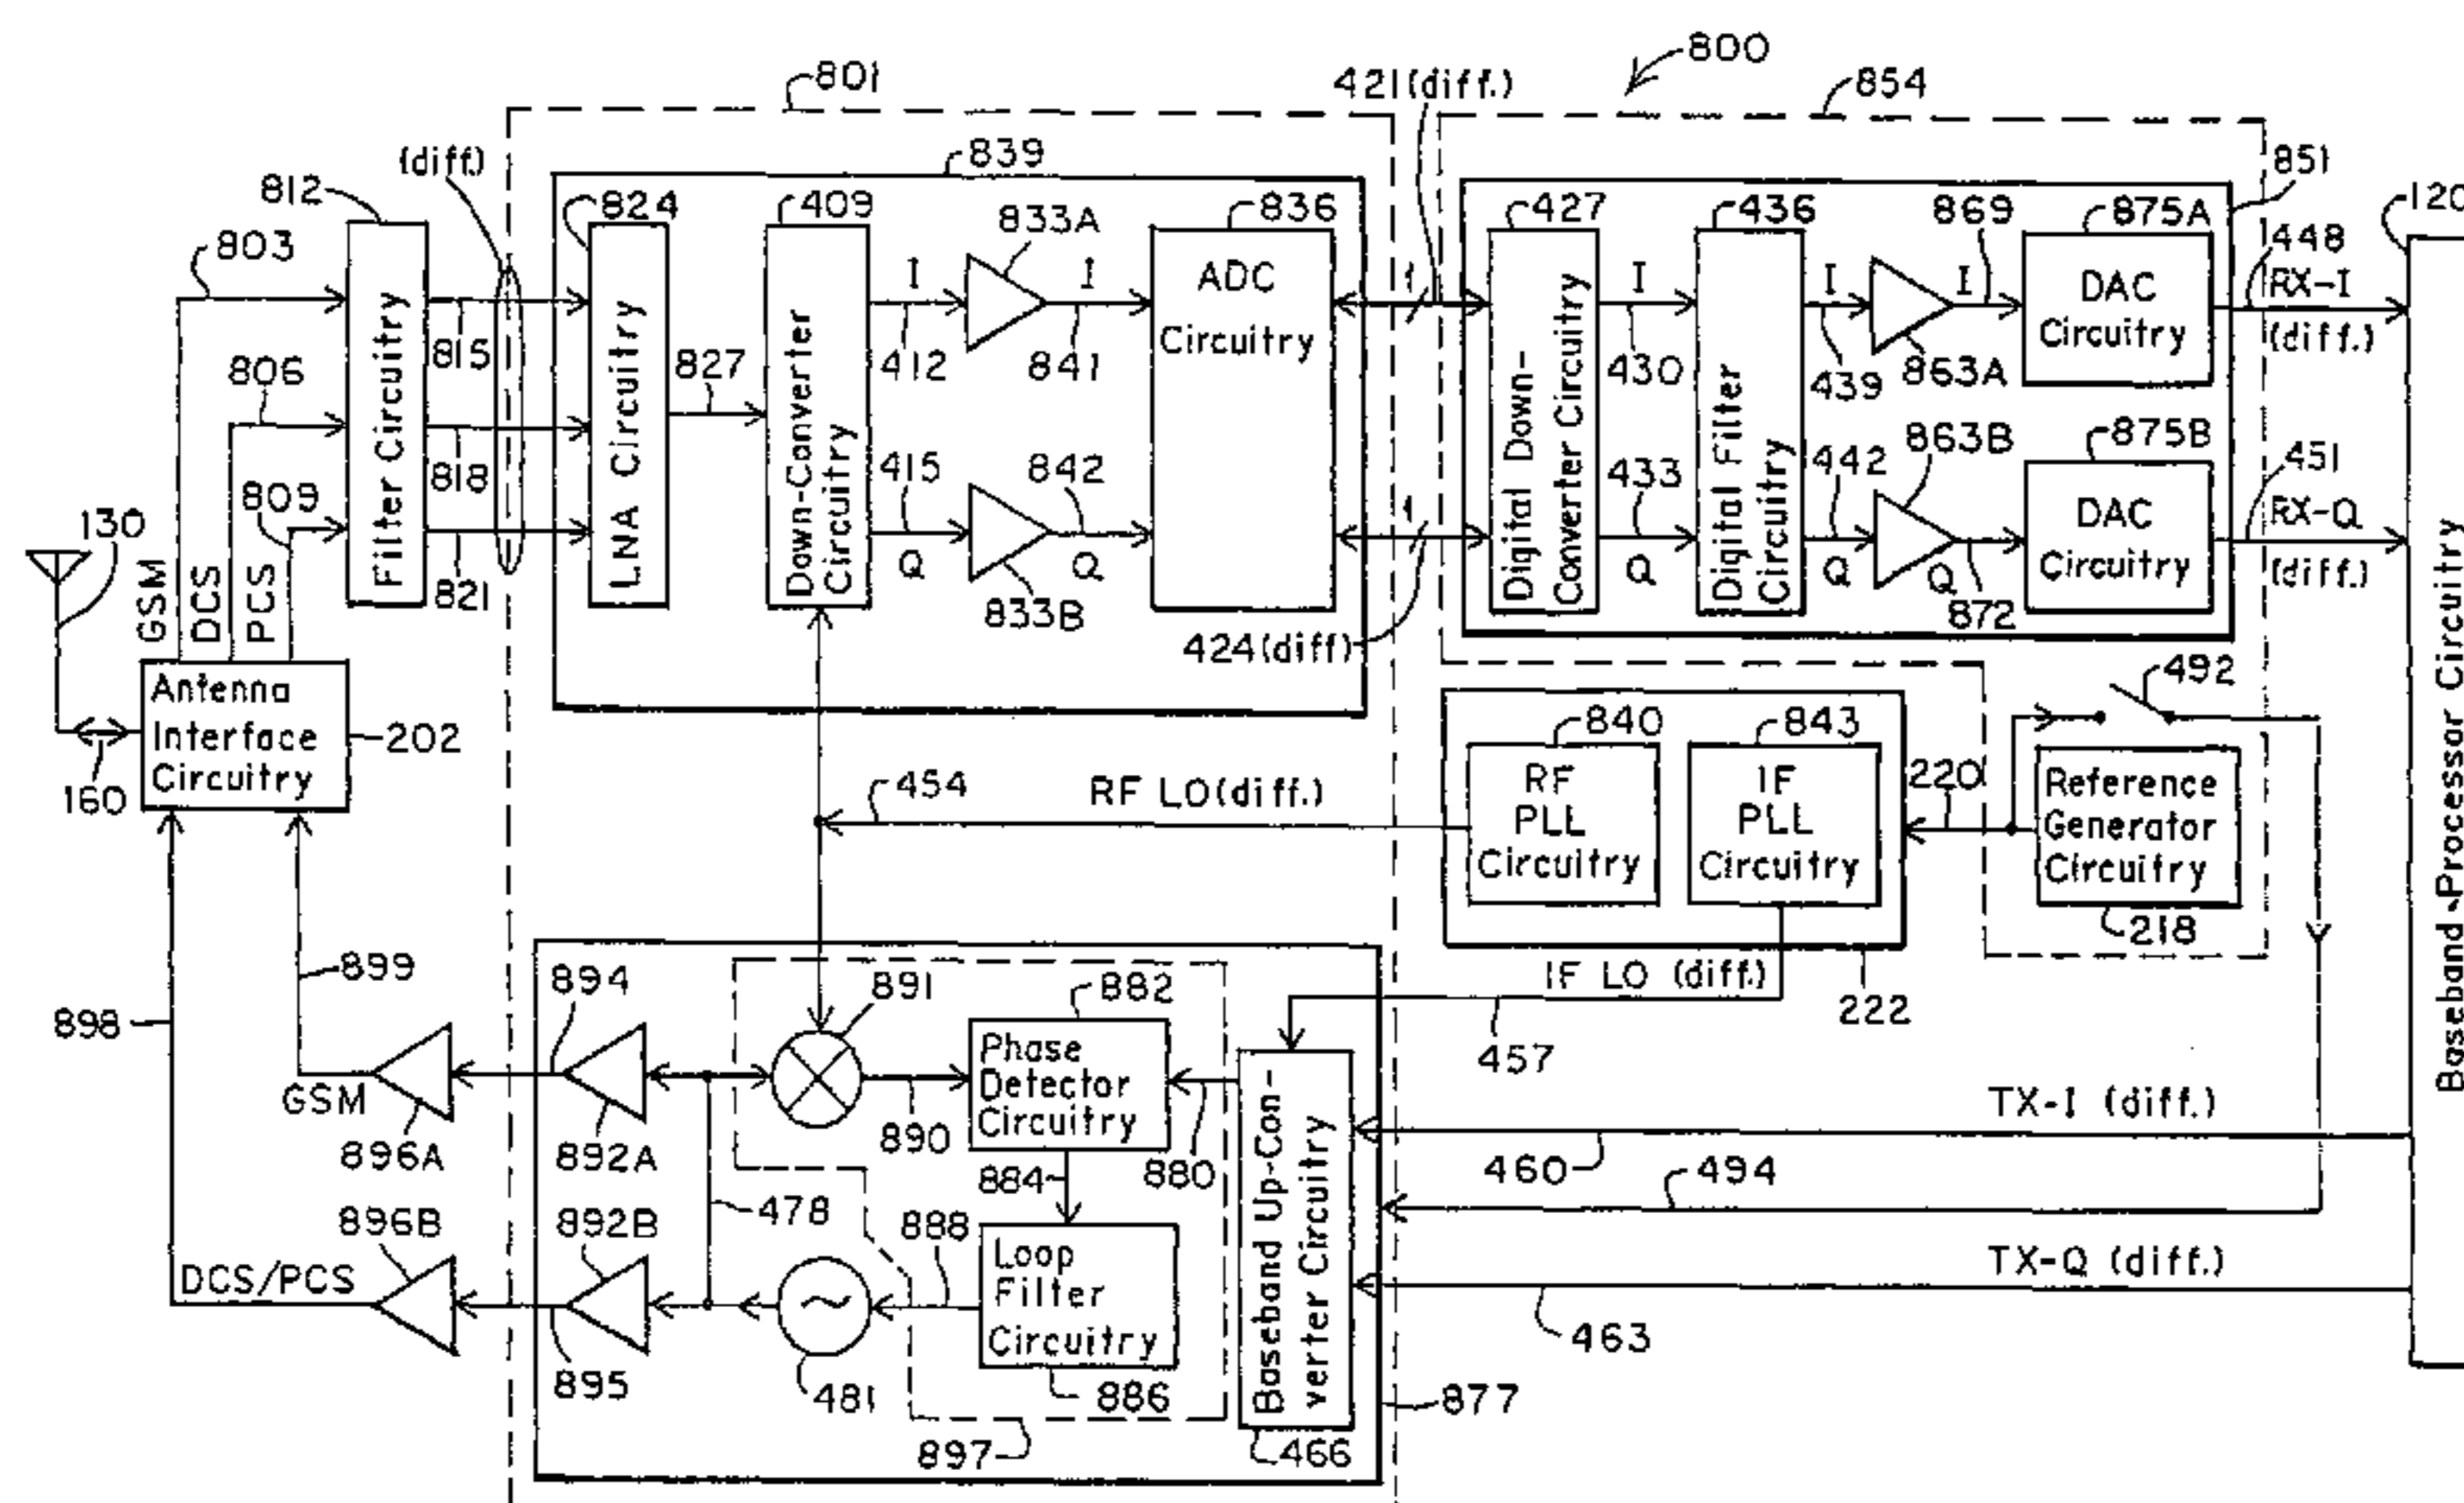 800
801
421(diff.)
854
(diff.)
839
851
812
824
409
833A
836
427
436
869
875A
120
803
ADC
Circuitry
DAC
Circuitry
448
RX-I
(diff.)
I
I
1
I
I
I
815
827
412
841
430
439
863A
806
Filter Circuitry
LNA Circuitry
Down-Converter
Circuitry
Digital Down-
Converter Circuitry
Digital Filter
Circuitry
818
415
842
1
433
442
863B
875B
451
809
130
RX-Q
(diff.)
DAC
Circuitry
821
Q
Q
Q
Q
Q
833B
872
GSM
DCS
PCS
424(diff)
492
Antenna
Interface
Circuitry
202
160
840
843
RF
PLL
Circuitry
IF
PLL
Circuitry
220
Reference
Generator
Circuitry
218
454
RF LO(diff.)
Baseband-Processor Circuitry
899
898
894
891
882
IF LO (diff.)
222
457
Phase
Detector
Circuitry
GSM
896A
892A
890
884
880
TX-I (diff.)
460
494
478
896B
892B
888
Loop
Filter
Circuitry
Baseband Up-Con-
verter Circuitry
TX-Q (diff.)
463
DCS/PCS
895
481
886
877
897
466